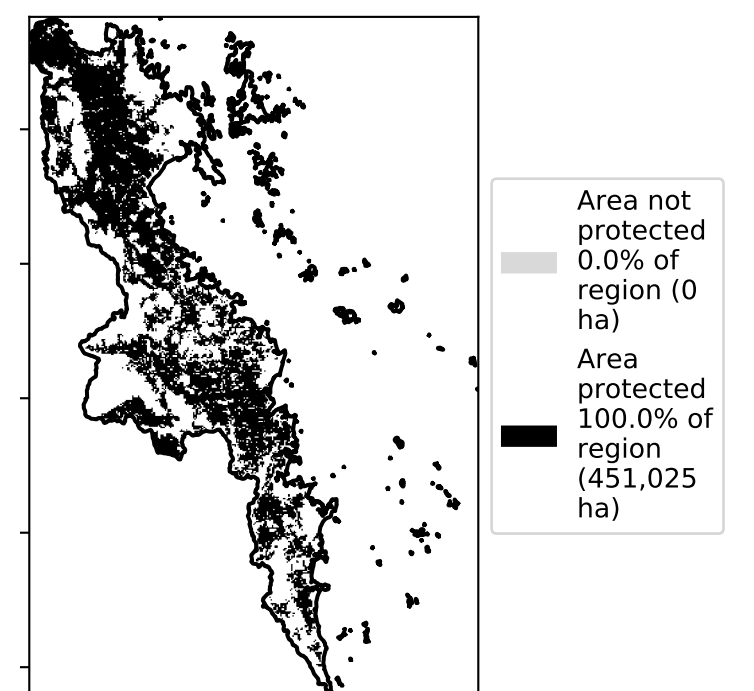 Area not
protected
0.0% of
region (0
ha)
Area
protected
100.0% of
region
(451,025
ha)